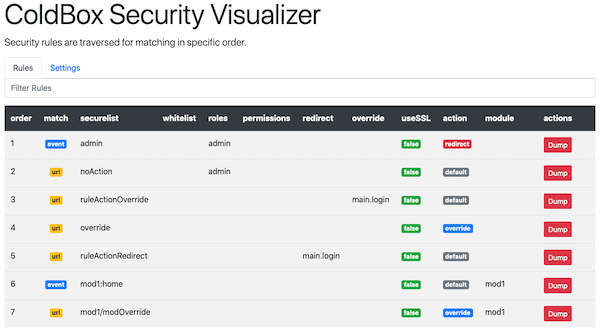 ColdBox Security Visualizer
Security rules are traversed for matching in specific order.
Rules Settings
Filter Rules
order match securelist whitelist roles permissions redirect override useSSL action module actions
1 event admin admin false redirect Dump
2 url noAction admin false default Dump
3 url ruleActionOverride main.login false default Dump
4 url override false override Dump
5 url ruleActionRedirect main.login false default Dump
6 event mod1:home false default mod1 Dump
7 url mod1/modOverride false override mod1 Dump